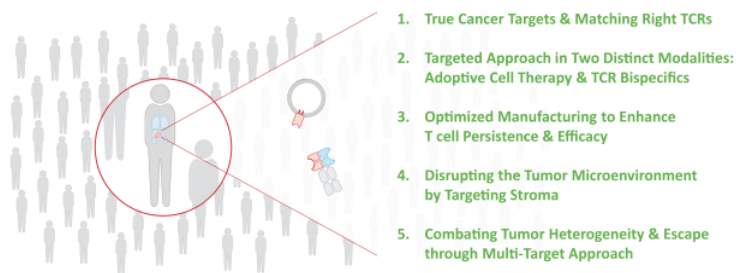 1. True Cancer Targets & Matching Right TCRs
2. Targeted Approach in Two Distinct Modalities:
Adoptive Cell Therapy & TCR Bispecifics
3. Optimized Manufacturing to Enhance
T cell Persistence & Efficacy
4. Disrupting the Tumor Microenvironment
by Targeting Stroma
5. Combating Tumor Heterogeneity & Escape
through Multi-Target Approach